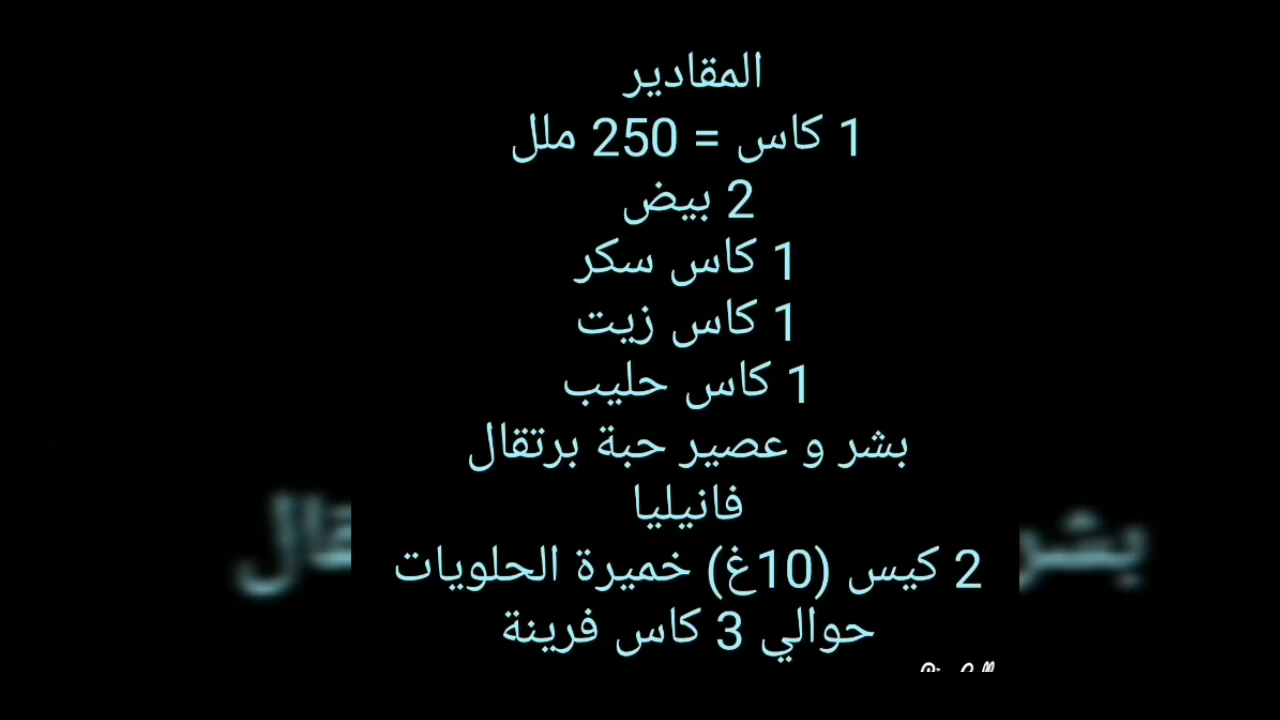 المقادير
1 كاس = 250 ملل
2 بيض
1 كاس سكر
1 كاس زيت
1 كاس حليب
بشر و عصير حبة برتقال
فانيليا
2 كيس (10غ) خميرة الحلويات
حوالي 3 كاس فرينة